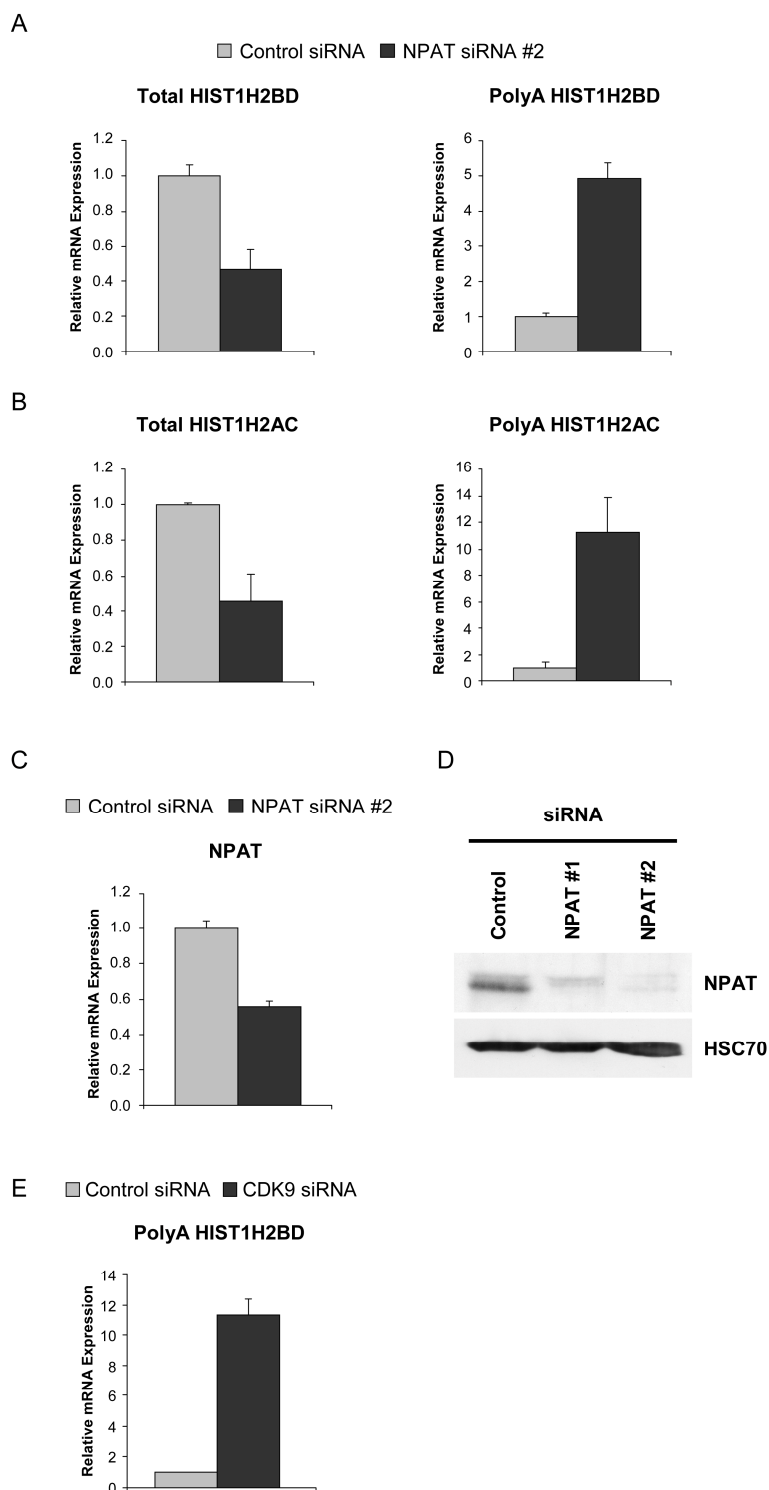 A
Control siRNA NPAT siRNA #2
Total HIST1H2BD
Relative mRNA Expression
1.2
1.0
0.8
0.6
0.4
0.2
0.0
PolyA HIST1H2BD
Relative mRNA Expression
6
5
4
3
2
1
0
B
Total HIST1H2AC
Relative mRNA Expression
1.2
1.0
0.8
0.6
0.4
0.2
0.0
PolyA HIST1H2AC
Relative mRNA Expression
16
14
12
10
8
6
4
2
0
C
Control siRNA NPAT siRNA #2
NPAT
Relative mRNA Expression
1.2
1.0
0.8
0.6
0.4
0.2
0.0
D
siRNA
Control
NPAT #1
NPAT #2
NPAT
HSC70
E
Control siRNA CDK9 siRNA
PolyA HIST1H2BD
Relative mRNA Expression
14
12
10
8
6
4
2
0